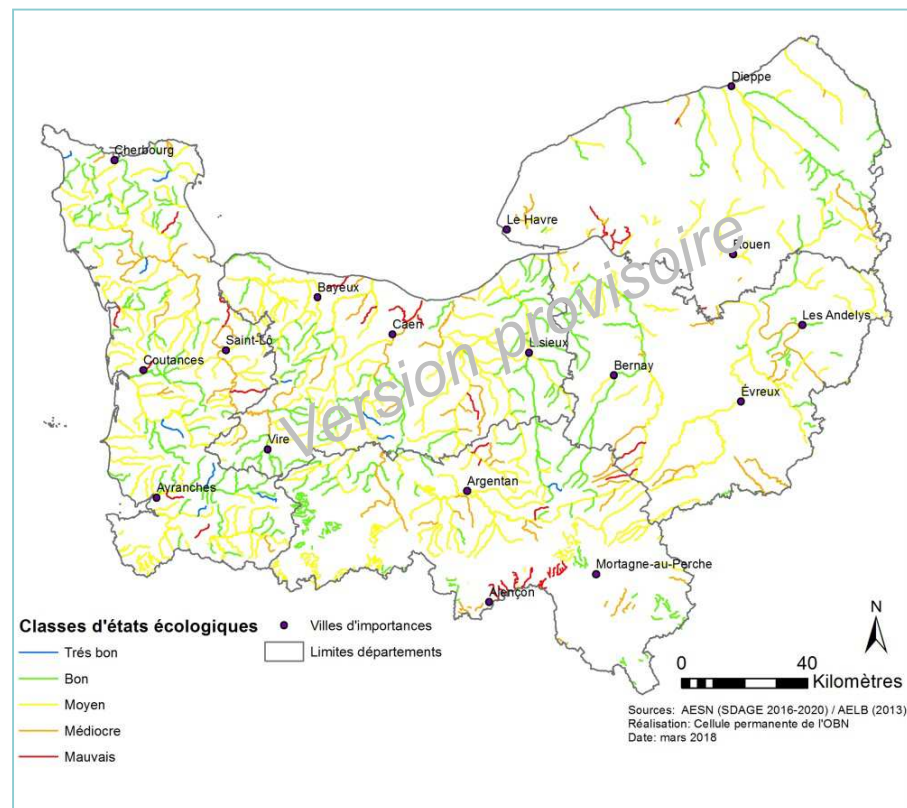 Dieppe
Cherbourg
Le Havre
Rouen
Bayeux
Caen
Les Andelys
Saint-Lô
Lisieux
Coutances
Bernay
Évreux
Version provisoire
Vire
Avranches
Argentan
Mortagne-au-Perche
Alençon
N
Classes d'états écologiques
Villes d'importances
Limites départements
Trés bon
Bon
Moyen
Médiocre
Mauvais
0 40
Kilomètres
Sources: AESN (SDAGE 2016-2020) / AELB (2013)
Réalisation: Cellule permanente de l'OBN
Date: mars 2018